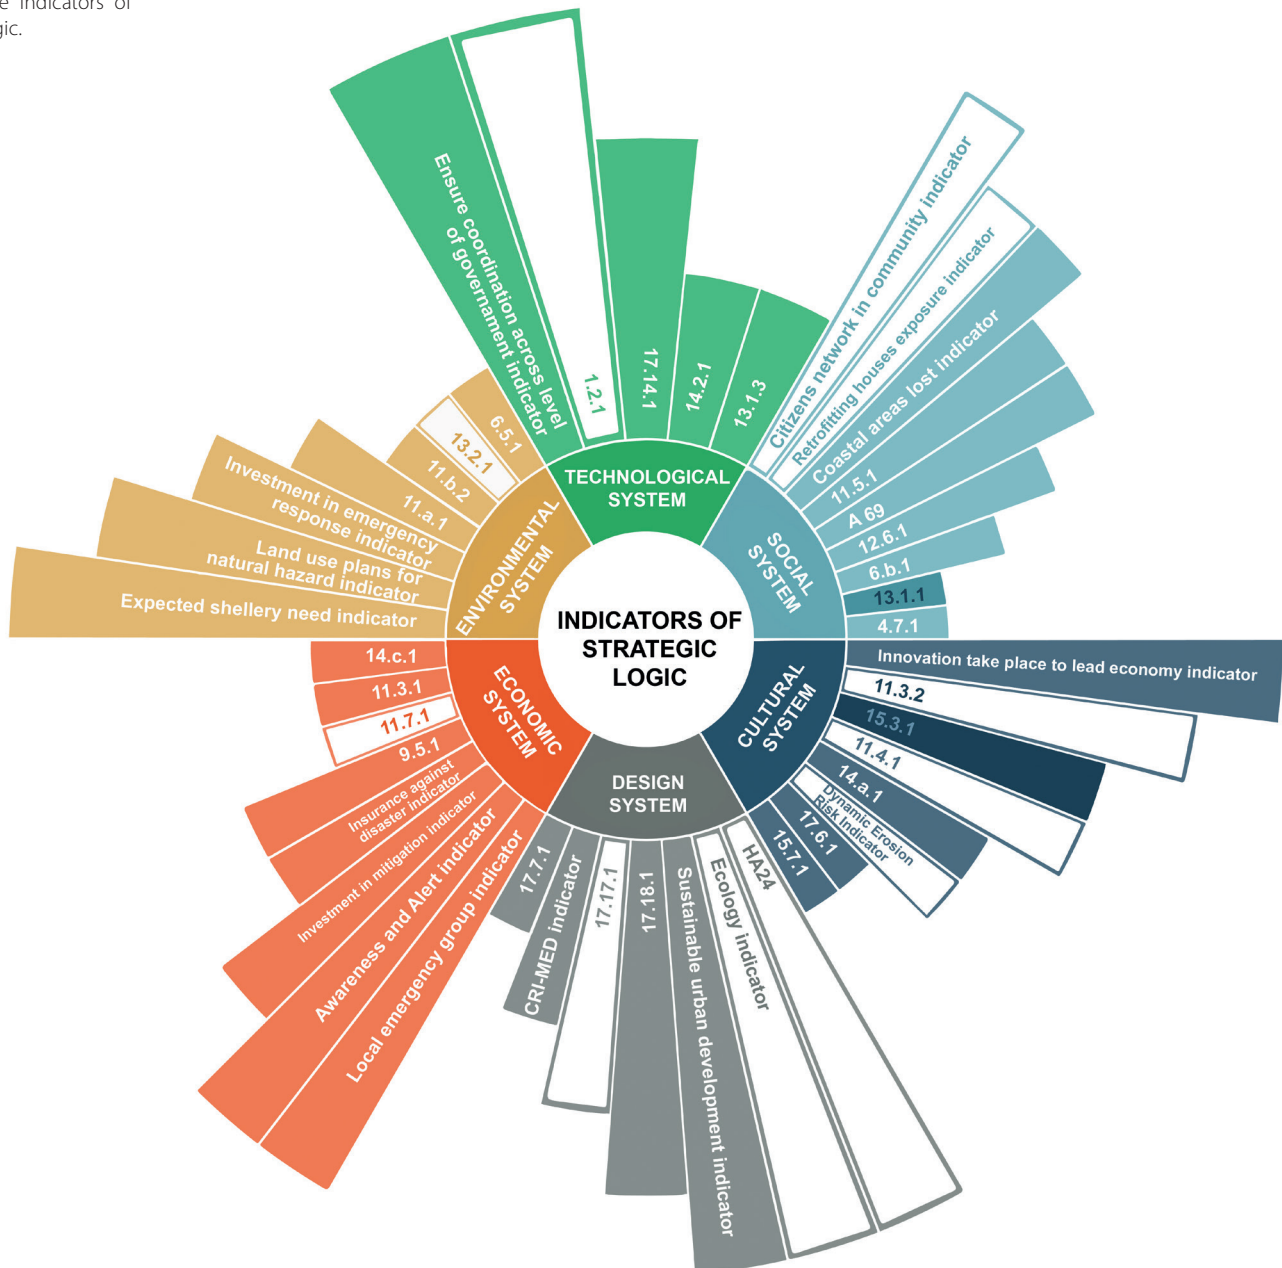 e indicators of
gic.
INDICATORS OF
STRATEGIC
LOGIC
TECHNOLOGICAL
SYSTEM
Ensure coordination across level
of governament indicator
1.2.1
17.14.1
14.2.1
13.1.3
SOCIAL
SYSTEM
Citizens network in community indicator
Retrofitting houses exposure indicator
Coastal areas lost indicator
11.5.1
A 69
12.6.1
6.b.1
13.1.1
4.7.1
CULTURAL
SYSTEM
Innovation take place to lead economy indicator
11.3.2
15.3.1
11.4.1
14.a.1
Dynamic Erosion
Risk Indicator
17.6.1
15.7.1
DESIGN
SYSTEM
HA24
Ecology indicator
Sustainable urban development indicator
17.18.1
17.17.1
CRI-MED indicator
17.7.1
ECONOMIC
SYSTEM
Local emergency group indicator
Awareness and Alert indicator
Investment in mitigation indicator
Insurance against
disaster indicator
9.5.1
11.7.1
11.3.1
14.c.1
ENVIRONMENTAL
SYSTEM
Expected shellery need indicator
Land use plans for
natural hazard indicator
Investment in emergency
response indicator
11.a.1
11.b.2
13.2.1
6.5.1